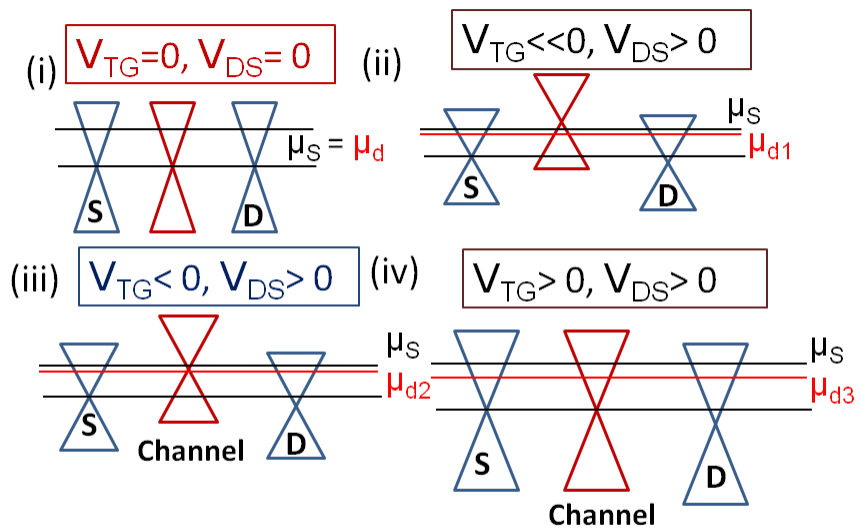 (i) V_TG=0, V_DS= 0
μ_S = μ_d
S D
(ii) V_TG<<0, V_DS> 0
μ_S
μ_d1
S D
(iii) V_TG< 0, V_DS> 0
μ_S
μ_d2
S D
Channel
(iv) V_TG> 0, V_DS> 0
μ_S
μ_d3
S D
Channel